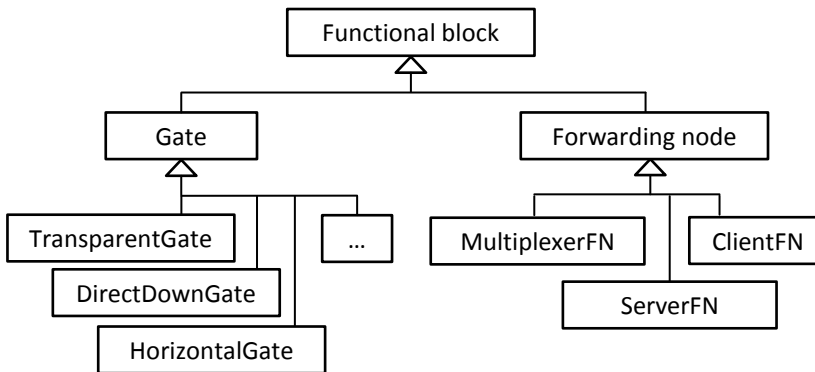 Functional block
Gate
Forwarding node
TransparentGate
...
MultiplexerFN
ClientFN
DirectDownGate
ServerFN
HorizontalGate